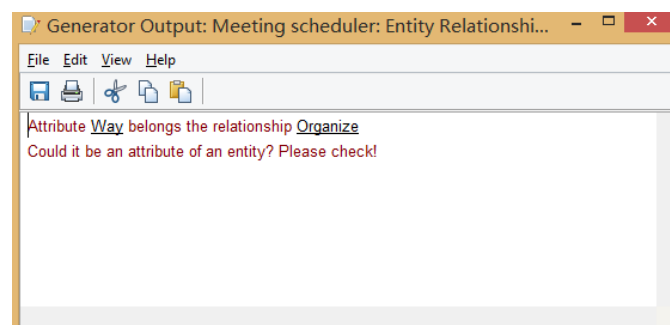 Generator Output: Meeting scheduler: Entity Relationshi...
File Edit View Help
Attribute Way belongs the relationship Organize
Could it be an attribute of an entity? Please check!